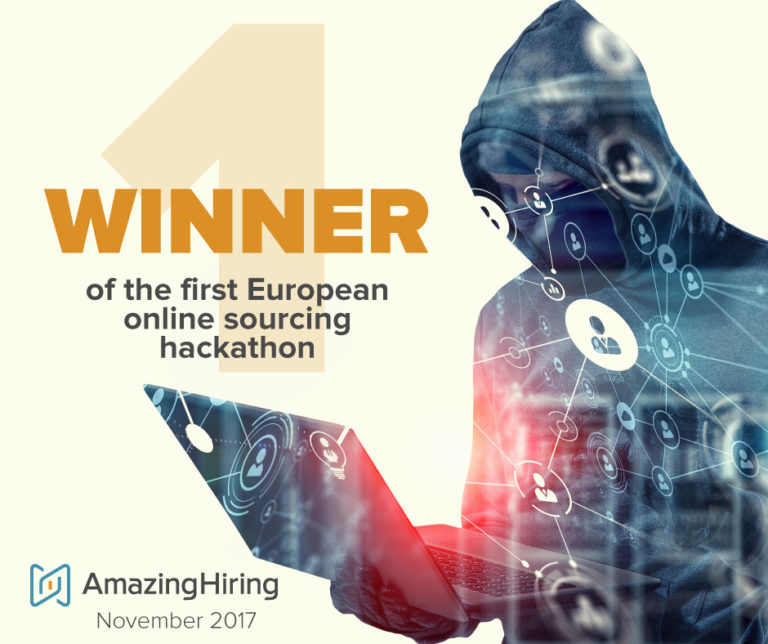 1
WINNER
of the first European
online sourcing
hackathon
AmazingHiring
November 2017